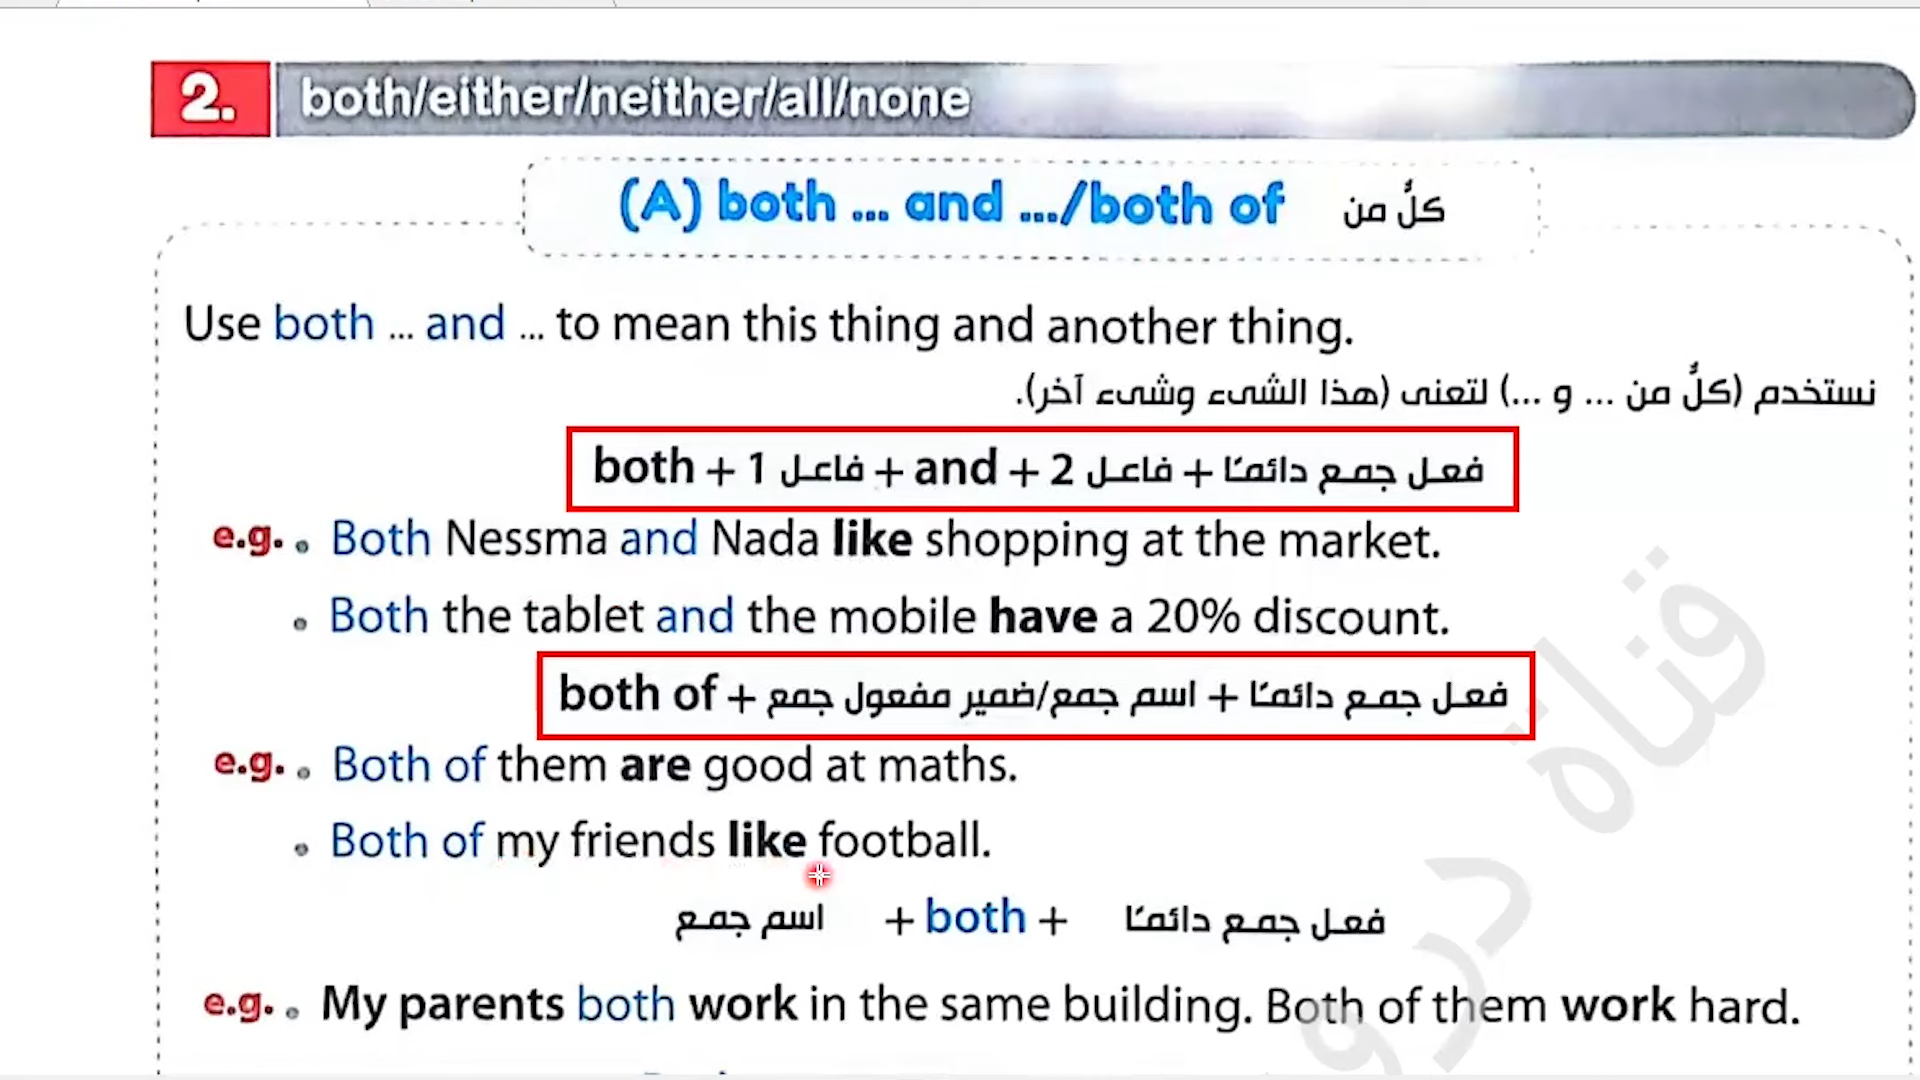 2. both/either/neither/all/none
(A) both ... and .../both of كلٌّ من
Use both ... and ... to mean this thing and another thing.
نستخدم (كلٌّ من ... و ...) لتعنى (هذا الشىء وشىء آخر).
both + فاعل 1 + and + فاعل 2 + فعل جمع دائمًا
e.g. • Both Nessma and Nada like shopping at the market.
• Both the tablet and the mobile have a 20% discount.
both of + اسم جمع/ضمير مفعول جمع + فعل جمع دائمًا
e.g. • Both of them are good at maths.
• Both of my friends like football.
اسم جمع + both + فعل جمع دائمًا
e.g. • My parents both work in the same building. Both of them work hard.
قناة درو